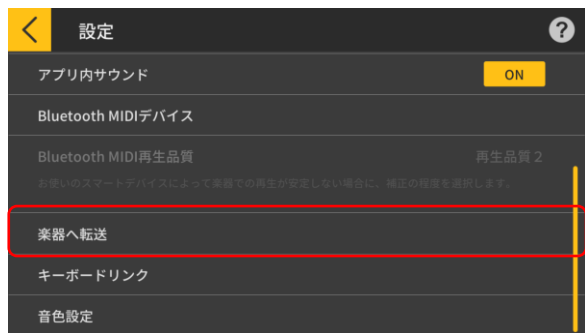 設定
?
アプリ内サウンド ON
Bluetooth MIDIデバイス
Bluetooth MIDI再生品質 再生品質 2
お使いのスマートデバイスによって楽器での再生が安定しない場合に、補正の程度を選択します。
楽器へ転送
キーボードリンク
音色設定